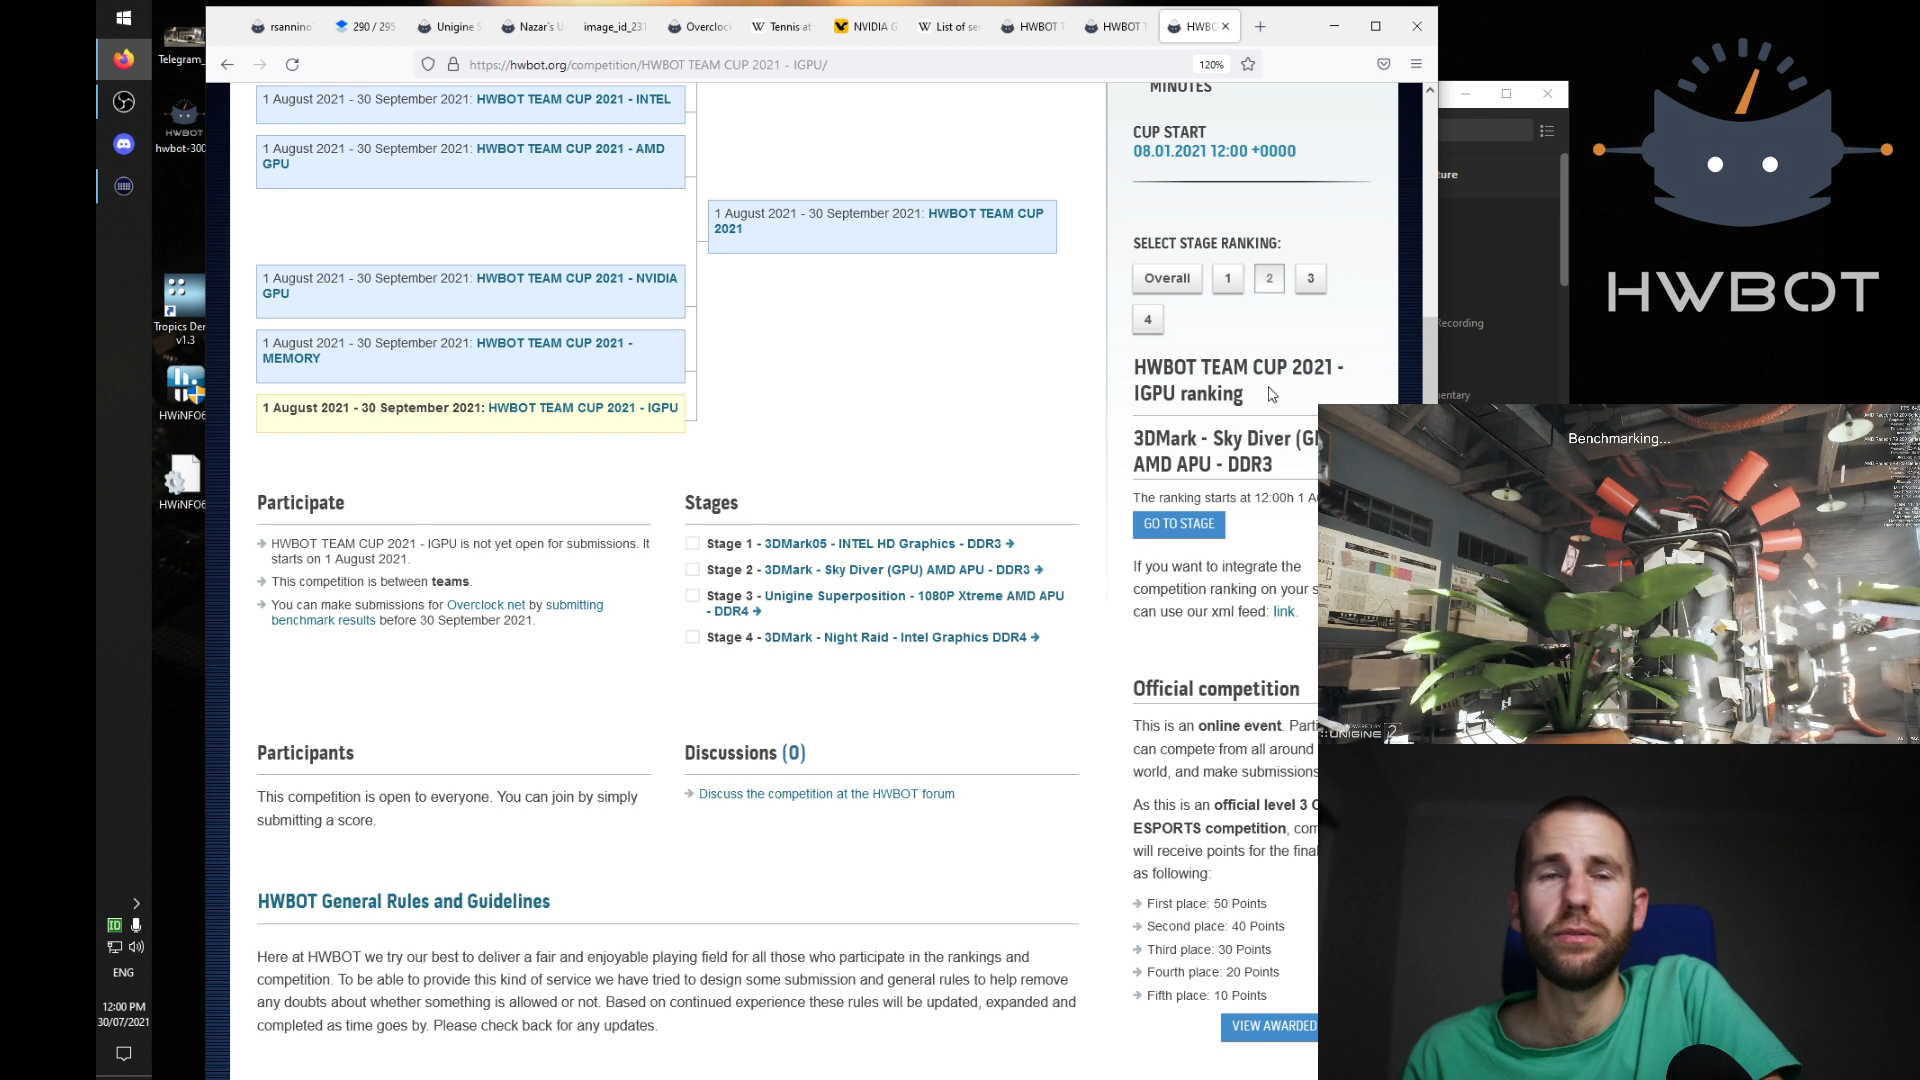 rsannino
290 / 295
Unigine S
Nazar's U
image_id_231
Overcloc
Tennis at
NVIDIA G
List of se
HWBOT T
HWBOT T
HWBO
https://hwbot.org/competition/HWBOT TEAM CUP 2021 - IGPU/
120%
Telegram_
HWBOT
hwbot-300
Tropics Der
v1.3
HWiNFO6
HWiNFO6
ENG
12:00 PM
30/07/2021
1 August 2021 - 30 September 2021: HWBOT TEAM CUP 2021 - INTEL
1 August 2021 - 30 September 2021: HWBOT TEAM CUP 2021 - AMD
GPU
1 August 2021 - 30 September 2021: HWBOT TEAM CUP
2021
1 August 2021 - 30 September 2021: HWBOT TEAM CUP 2021 - NVIDIA
GPU
1 August 2021 - 30 September 2021: HWBOT TEAM CUP 2021 -
MEMORY
1 August 2021 - 30 September 2021: HWBOT TEAM CUP 2021 - IGPU
Participate
HWBOT TEAM CUP 2021 - IGPU is not yet open for submissions. It
starts on 1 August 2021.
This competition is between teams.
You can make submissions for Overclock.net by submitting
benchmark results before 30 September 2021.
Stages
Stage 1 - 3DMark05 - INTEL HD Graphics - DDR3
Stage 2 - 3DMark - Sky Diver (GPU) AMD APU - DDR3
Stage 3 - Unigine Superposition - 1080P Xtreme AMD APU
- DDR4
Stage 4 - 3DMark - Night Raid - Intel Graphics DDR4
Participants
This competition is open to everyone. You can join by simply
submitting a score.
Discussions (0)
Discuss the competition at the HWBOT forum
HWBOT General Rules and Guidelines
Here at HWBOT we try our best to deliver a fair and enjoyable playing field for all those who participate in the rankings and
competition. To be able to provide this kind of service we have tried to design some submission and general rules to help remove
any doubts about whether something is allowed or not. Based on continued experience these rules will be updated, expanded and
completed as time goes by. Please check back for any updates.
MINUTES
CUP START
08.01.2021 12:00 +0000
SELECT STAGE RANKING:
Overall 1 2 3
4
HWBOT TEAM CUP 2021 -
IGPU ranking
3DMark - Sky Diver (GI
AMD APU - DDR3
The ranking starts at 12:00h 1 A
GO TO STAGE
If you want to integrate the
competition ranking on your s
can use our xml feed: link.
Official competition
This is an online event. Parti
can compete from all around
world, and make submissions
As this is an official level 3 C
ESPORTS competition, com
will receive points for the final
as following:
First place: 50 Points
Second place: 40 Points
Third place: 30 Points
Fourth place: 20 Points
Fifth place: 10 Points
VIEW AWARDED
ture
Recording
entary
HWBOT
Benchmarking...
POWERED BY
UNIGINE 2